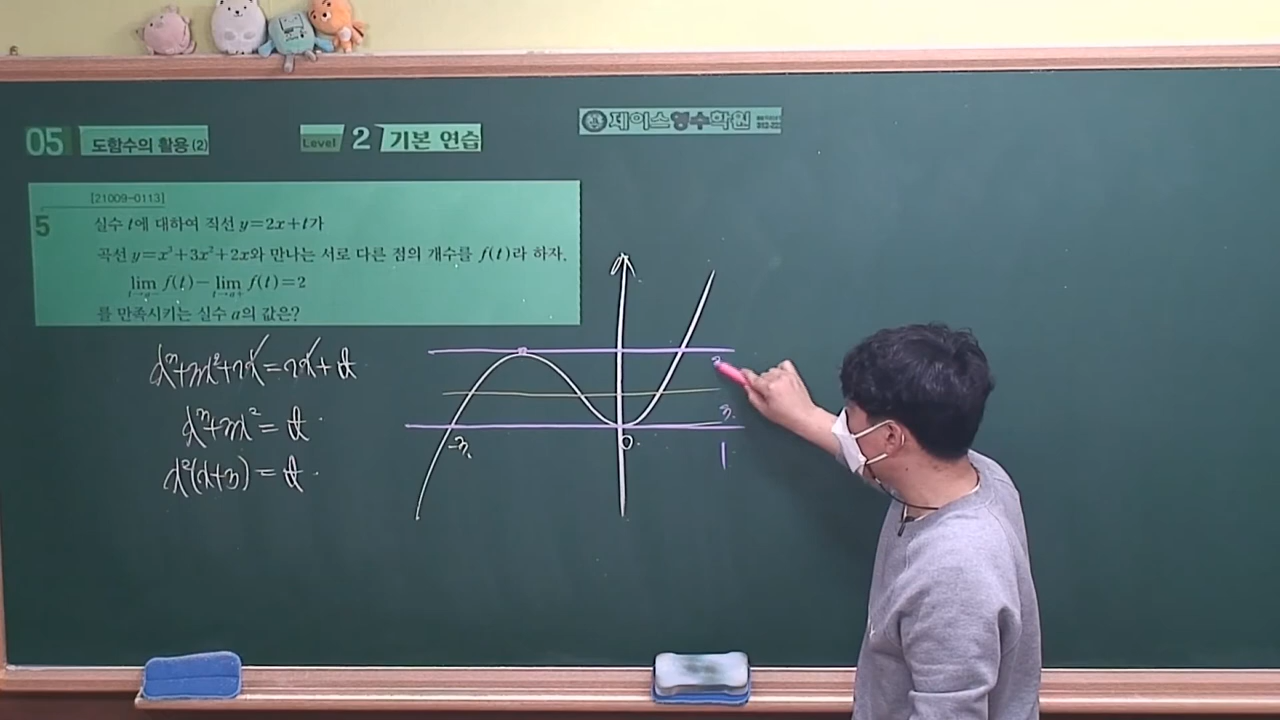 05 도함수의 활용 (2)
Level 2 기본 연습
제이스영수학원
[21009-0113]
5 실수 t에 대하여 직선 y=2x+t가
곡선 y=x³+3x²+2x와 만나는 서로 다른 점의 개수를 f(t)라 하자.
lim f(t)− lim f(t)=2
t→a− t→a+
를 만족시키는 실수 a의 값은?
x³+3x²+2x=2x+t
x³+3x²=t
x²(x+3)=t
-3
0
3
1